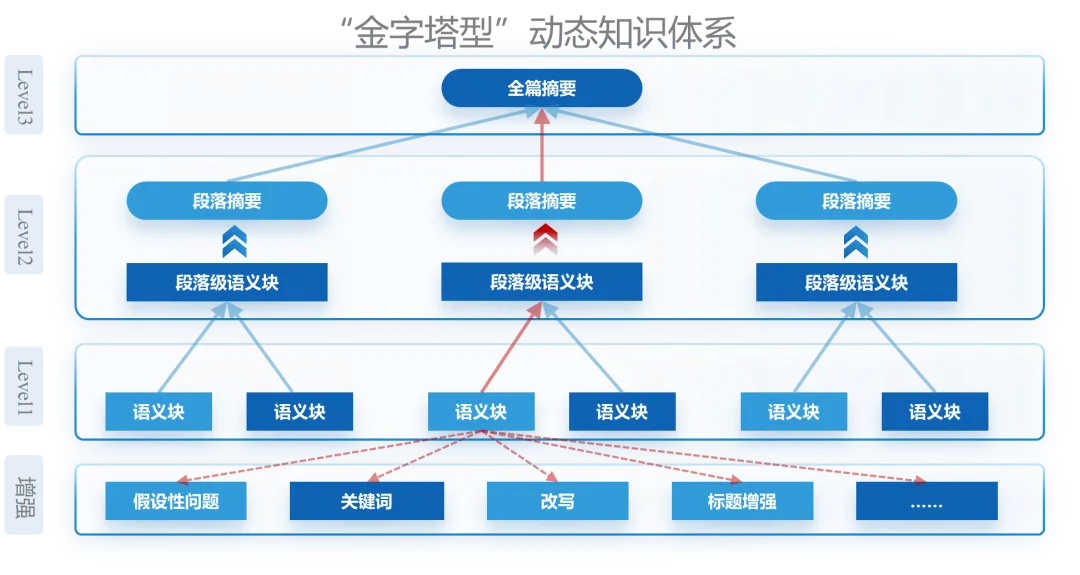 “金字塔型”动态知识体系
Level3
全篇摘要
Level2
段落摘要 段落摘要 段落摘要
段落级语义块 段落级语义块 段落级语义块
Level1
语义块 语义块 语义块 语义块 语义块 语义块
增强
假设性问题 关键词 改写 标题增强 ......